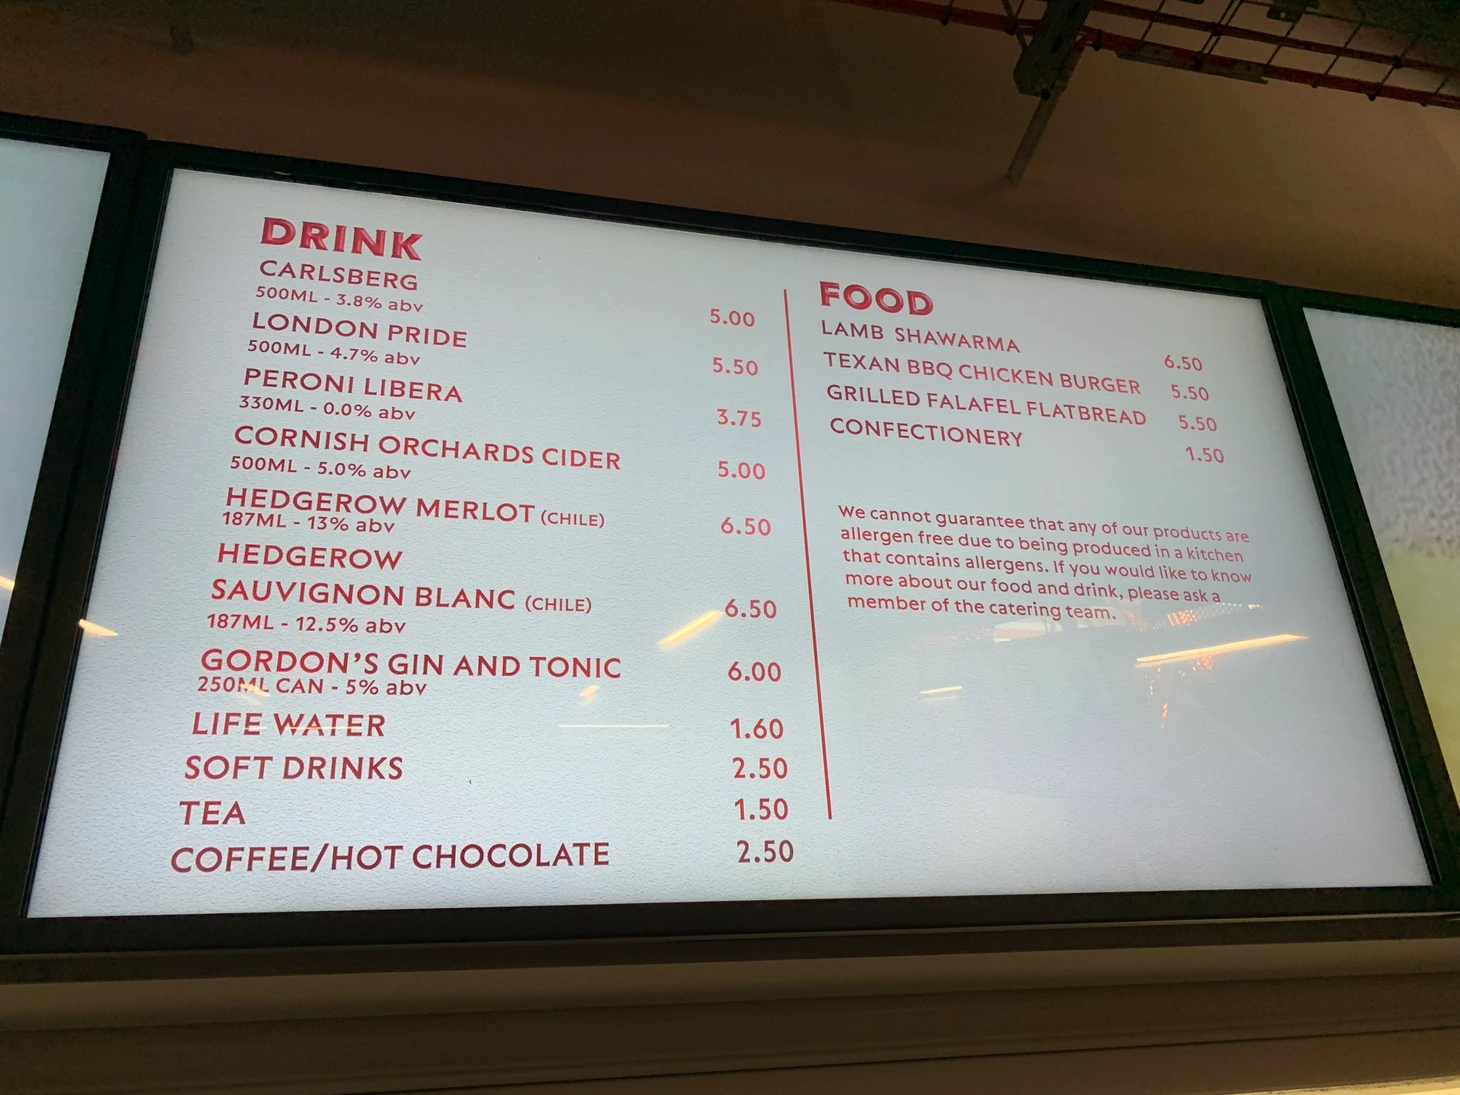 DRINK
CARLSBERG
500ML - 3.8% abv 5.00
LONDON PRIDE
500ML - 4.7% abv 5.50
PERONI LIBERA
330ML - 0.0% abv 3.75
CORNISH ORCHARDS CIDER
500ML - 5.0% abv 5.00
HEDGEROW MERLOT (CHILE) 6.50
187ML - 13% abv
HEDGEROW
SAUVIGNON BLANC (CHILE) 6.50
187ML - 12.5% abv
GORDON'S GIN AND TONIC 6.00
250ML CAN - 5% abv
LIFE WATER 1.60
SOFT DRINKS 2.50
TEA 1.50
COFFEE/HOT CHOCOLATE 2.50
FOOD
LAMB SHAWARMA 6.50
TEXAN BBQ CHICKEN BURGER 5.50
GRILLED FALAFEL FLATBREAD 5.50
CONFECTIONERY 1.50
We cannot guarantee that any of our products are
allergen free due to being produced in a kitchen
that contains allergens. If you would like to know
more about our food and drink, please ask a
member of the catering team.